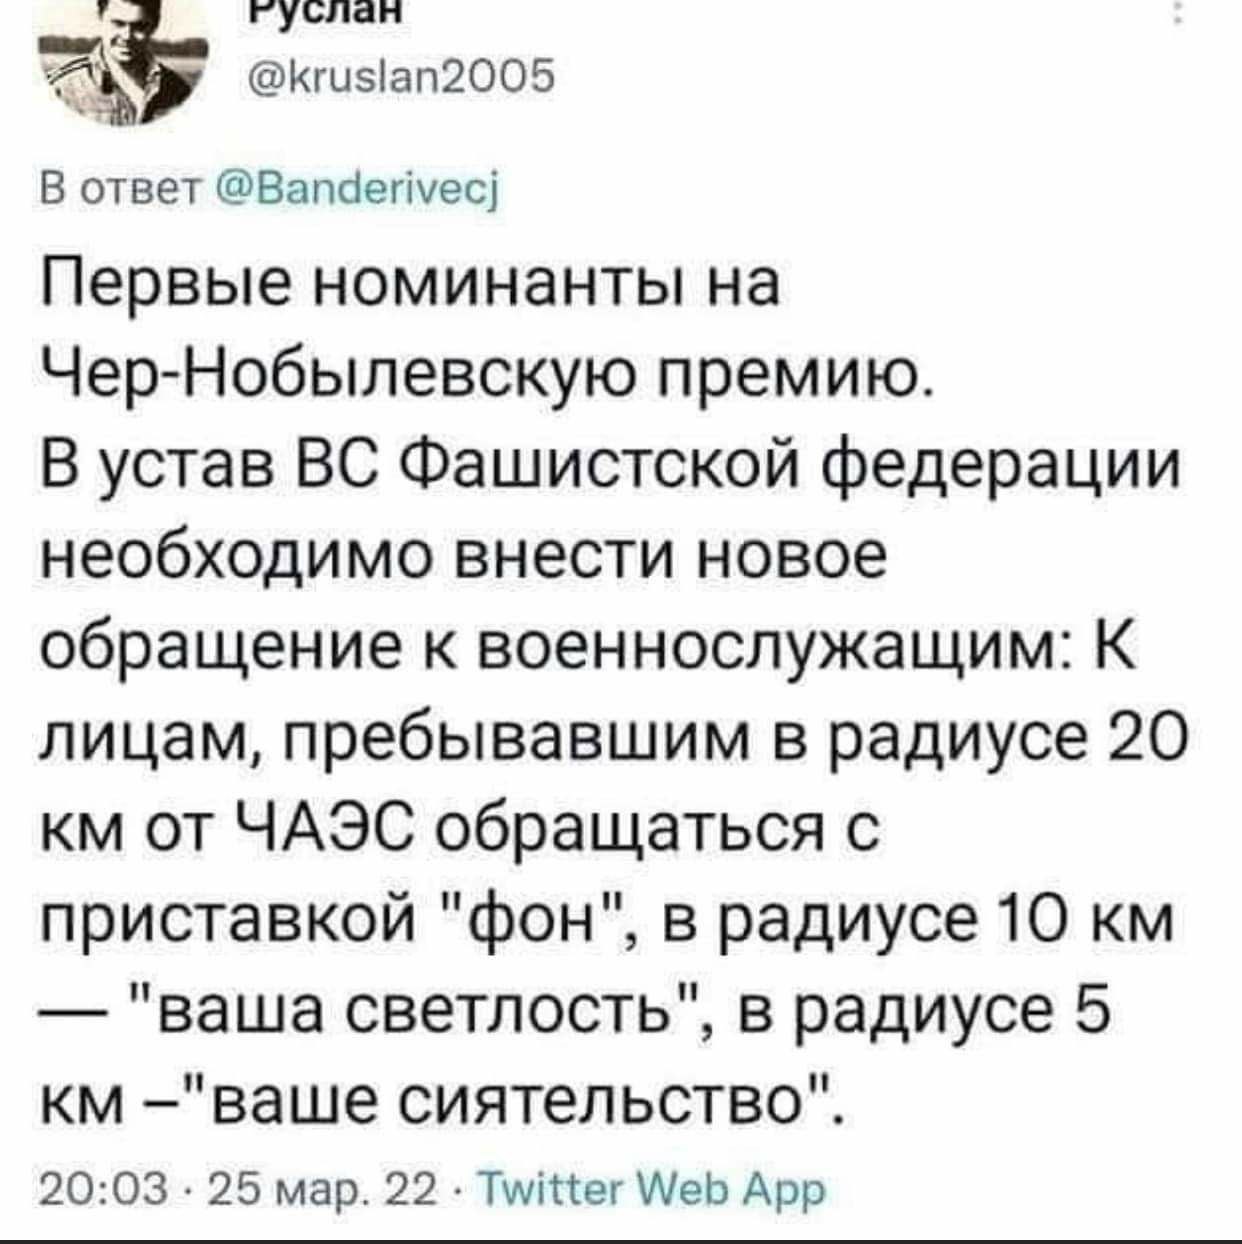 Руслан
@kruslan2005
В ответ @Banderivecj
Первые номинанты на
Чер-Нобылевскую премию.
В устав ВС Фашистской федерации
необходимо внести новое
обращение к военнослужащим: К
лицам, пребывавшим в радиусе 20
км от ЧАЭС обращаться с
приставкой "фон", в радиусе 10 км
— "ваша светлость", в радиусе 5
км –"ваше сиятельство".
20:03 · 25 мар. 22 · Twitter Web App